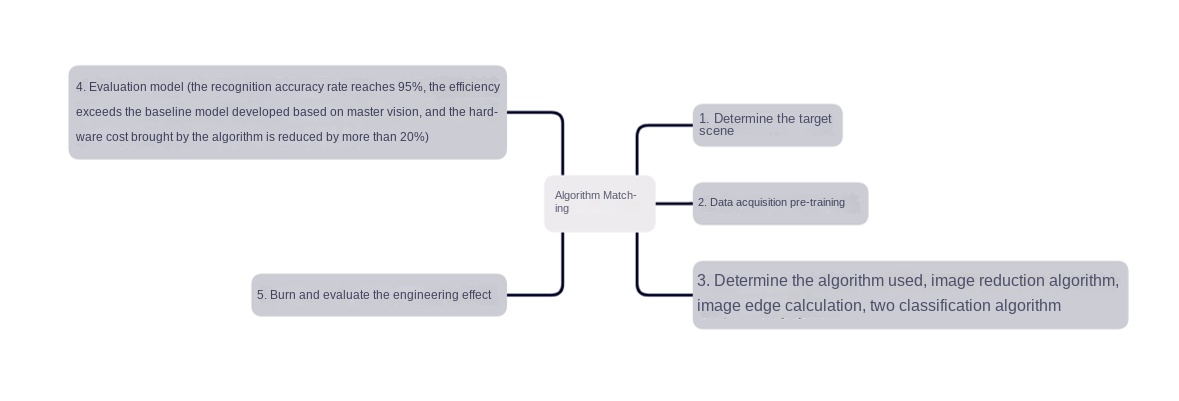 4. Evaluation model (the recognition accuracy rate reaches 95%, the efficiency
exceeds the baseline model developed based on master vision, and the hard-
ware cost brought by the algorithm is reduced by more than 20%)
5. Burn and evaluate the engineering effect
Algorithm Match-
ing
1. Determine the target
scene
2. Data acquisition pre-training
3. Determine the algorithm used, image reduction algorithm,
image edge calculation, two classification algorithm